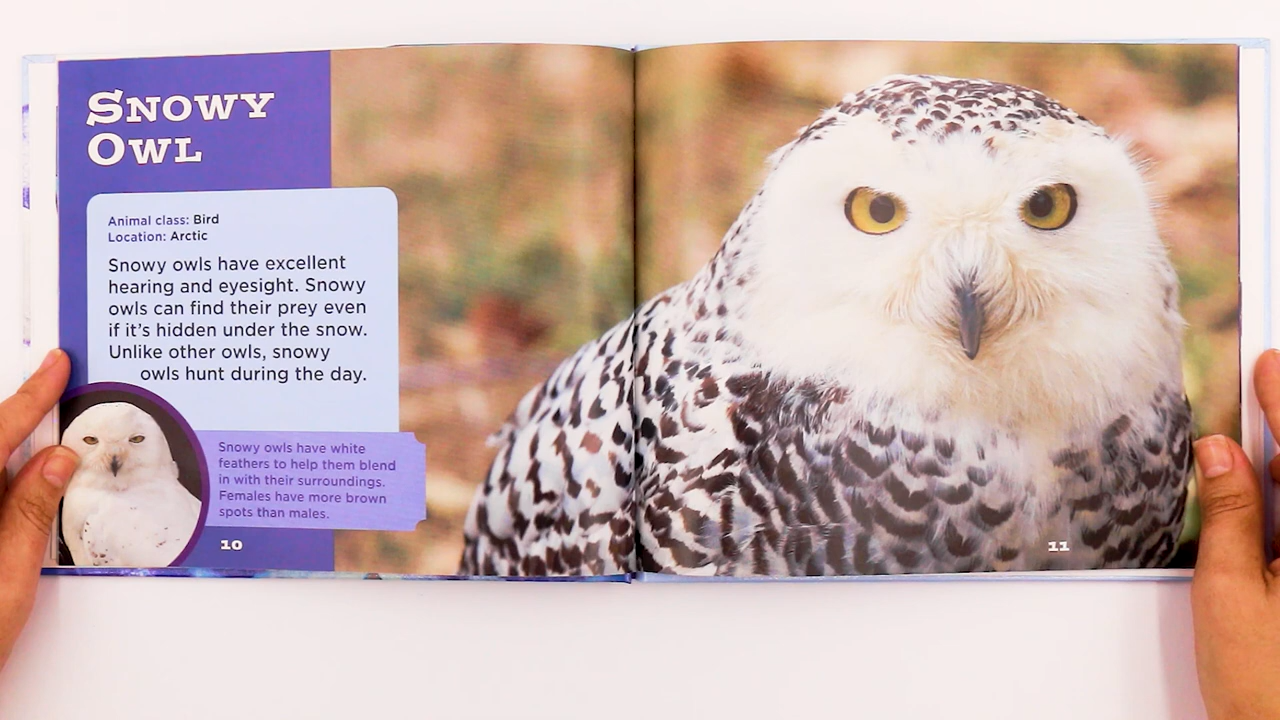 Snowy
Owl
Animal class: Bird
Location: Arctic
Snowy owls have excellent
hearing and eyesight. Snowy
owls can find their prey even
if it's hidden under the snow.
Unlike other owls, snowy
owls hunt during the day.
Snowy owls have white
feathers to help them blend
in with their surroundings.
Females have more brown
spots than males.
10
11